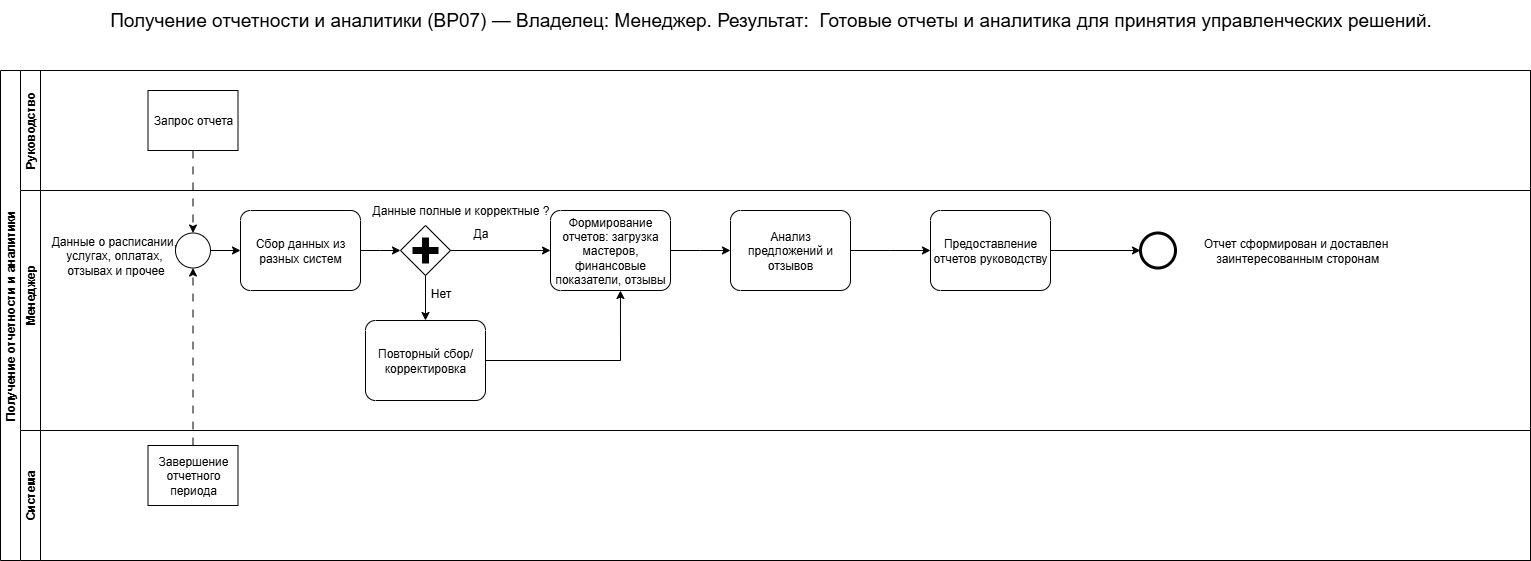 Получение отчетности и аналитики (BP07) — Владелец: Менеджер. Результат:  Готовые отчеты и аналитика для принятия управленческих решений.
Получение отчетности и аналитики
Руководство
Запрос отчета
Менеджер
Данные о расписании,
услугах, оплатах,
отзывах и прочее
Сбор данных из
разных систем
Данные полные и корректные ?
Да
Нет
Повторный сбор/
корректировка
Формирование
отчетов: загрузка
мастеров,
финансовые
показатели, отзывы
Анализ
предложений и
отзывов
Предоставление
отчетов руководству
Отчет сформирован и доставлен
заинтересованным сторонам
Система
Завершение
отчетного
периода